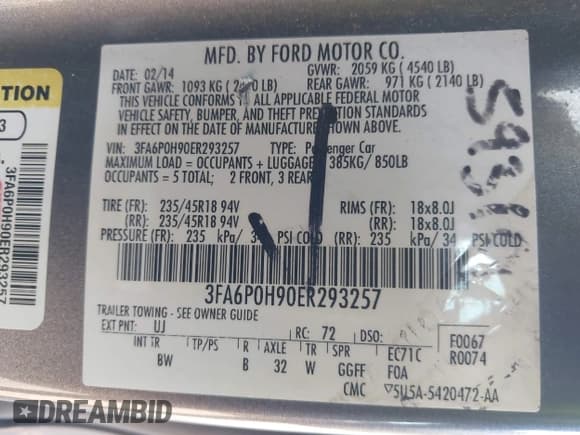 MFD. BY FORD MOTOR CO.
DATE: 02/14 GVWR: 2059 KG ( 4540 LB)
FRONT GAWR: 1093 KG ( LB) REAR GAWR: 971 KG ( 2140 LB)
THIS VEHICLE CONFORMS ALL APPLICABLE FEDERAL MOTOR
VEHICLE SAFETY, BUMPER, AND THEFT PREVENTION STANDARDS
IN EFFECT ON THE DATE OF MANUFACTURE SHOWN ABOVE.
VIN: 3FA6P0H90ER293257 TYPE: Passenger Car
MAXIMUM LOAD = OCCUPANTS + LUGGAGE 385KG/ 850LB
OCCUPANTS = 5 TOTAL; 2 FRONT, 3 REAR
TIRE (FR): 235/45R18 94V RIMS (FR): 18x8.0J
(RR): 235/45R18 94V (RR): 18x8.0J
PRESSURE (FR): 235 kPa/ 34 PSI COLD (RR): 235 kPa/ 34 PSI COLD
3FA6P0H90ER293257
TRAILER TOWING - SEE OWNER GUIDE
EXT PNT: UJ RC: 72 DSO: F0067
R0074
INT TR TP/PS R AXLE TR SPR EC71C
BW B 32 W GGFF F0A
CMC ▽5U5A-5420472-AA
3FA6P0H90ER293257
DREAMBID